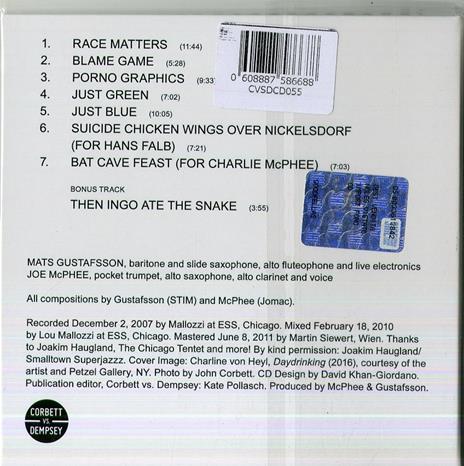 1. RACE MATTERS (11:44)
2. BLAME GAME (5:28)
3. PORNO GRAPHICS (9:33)
4. JUST GREEN (7:02)
5. JUST BLUE (10:05)
6. SUICIDE CHICKEN WINGS OVER NICKELSDORF
(FOR HANS FALB) (7:21)
7. BAT CAVE FEAST (FOR CHARLIE McPHEE) (7:03)
BONUS TRACK
THEN INGO ATE THE SNAKE (3:55)
0 608887 586688
CVSDCD055
MATS GUSTAFSSON, baritone and slide saxophone, alto fluteophone and live electronics
JOE McPHEE, pocket trumpet, alto saxophone, alto clarinet and voice
All compositions by Gustafsson (STIM) and McPhee (Jomac).
Recorded December 2, 2007 by Mallozzi at ESS, Chicago. Mixed February 18, 2010
by Lou Mallozzi at ESS, Chicago. Mastered June 8, 2011 by Martin Siewert, Wien. Thanks
to Joakim Haugland, The Chicago Tentet and more! By kind permission: Joakim Haugland/
Smalltown Superjazzz. Cover Image: Charline von Heyl, Daydrinking (2016), courtesy of the
artist and Petzel Gallery, NY. Photo by John Corbett. CD Design by David Khan-Giordano.
Publication editor, Corbett vs. Dempsey: Kate Pollasch. Produced by McPhee & Gustafsson.
CORBETT
VS.
DEMPSEY